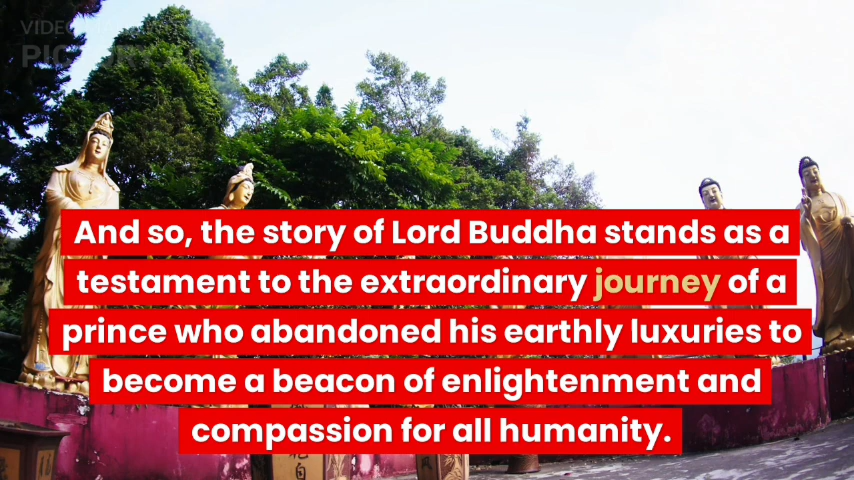 And so, the story of Lord Buddha stands as a
testament to the extraordinary journey of a
prince who abandoned his earthly luxuries to
become a beacon of enlightenment and
compassion for all humanity.